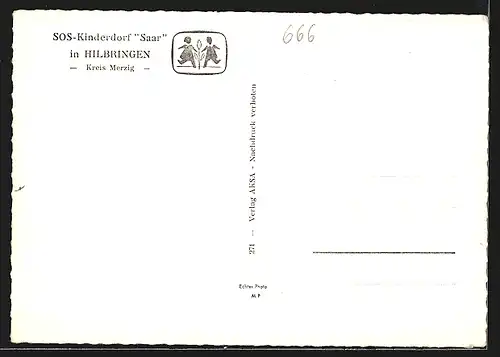 SOS-Kinderdorf "Saar"
in HILBRINGEN
— Kreis Merzig —
666
271 — Verlag AKSA · Nachdruck verboten
Echtes Photo
M P